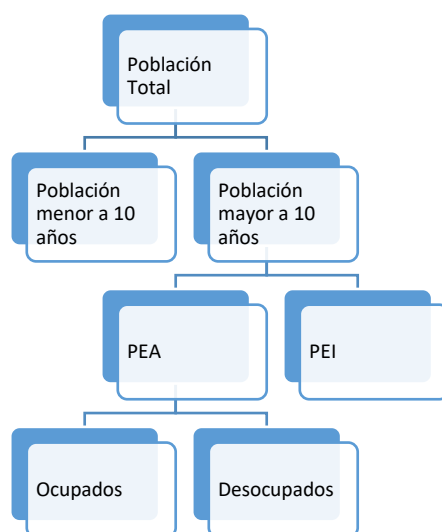 Población
Total
Población
menor a 10
años
Población
mayor a 10
años
PEA
PEI
Ocupados
Desocupados